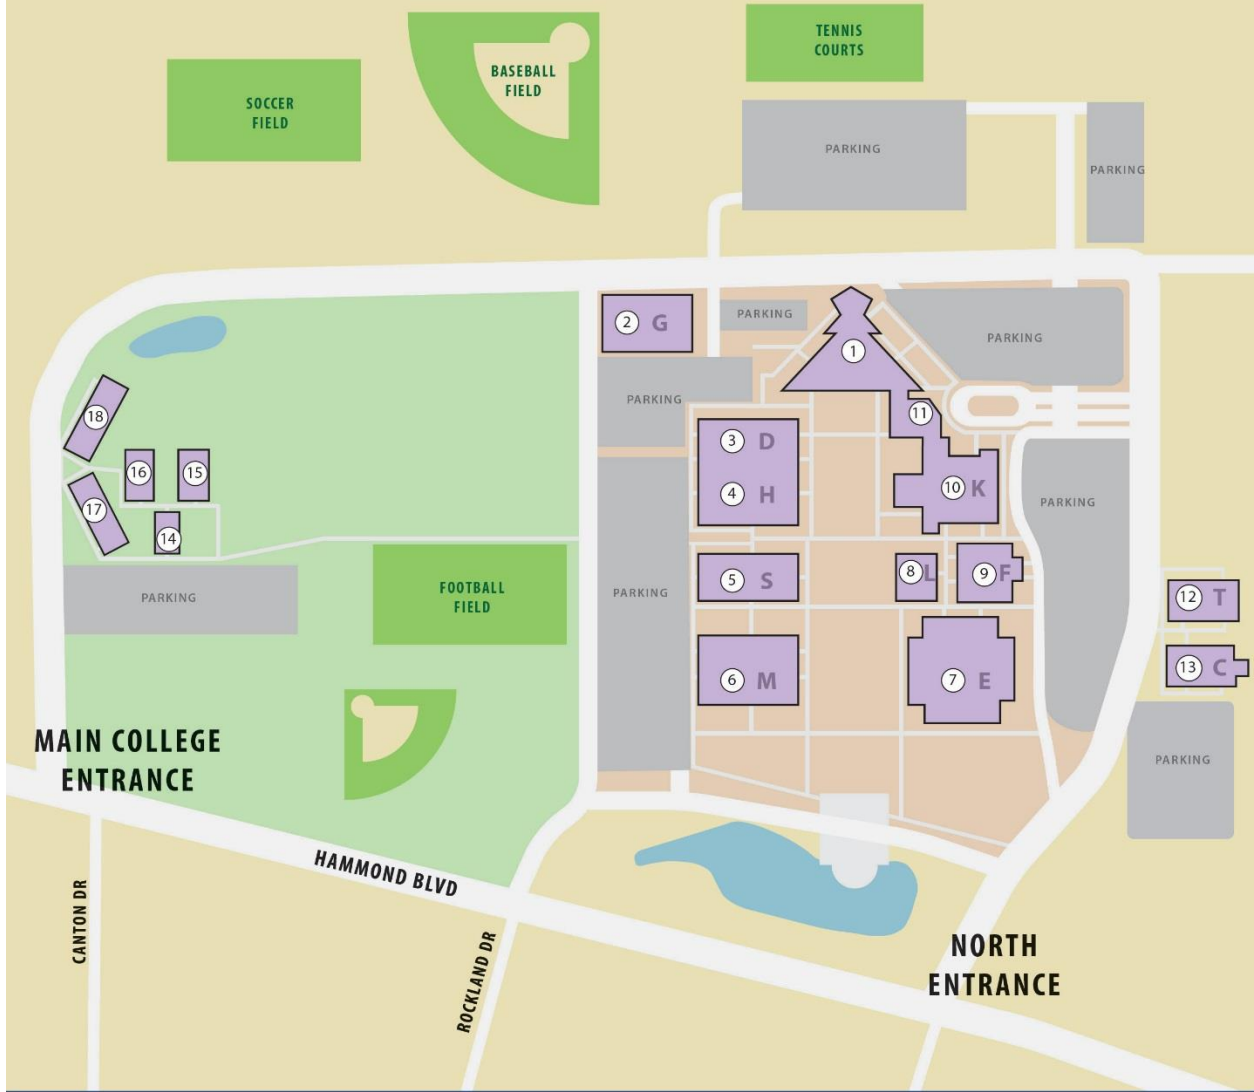 TENNIS
COURTS
BASEBALL
FIELD
SOCCER
FIELD
PARKING
PARKING
2 G
PARKING
PARKING
1
PARKING
11
18
3 D
16
15
4 H
10 K
PARKING
17
14
8 L
9 F
5 S
PARKING
FOOTBALL
FIELD
PARKING
12 T
13 C
6 M
7 E
MAIN COLLEGE
ENTRANCE
PARKING
HAMMOND BLVD
CANTON DR
ROCKLAND DR
NORTH
ENTRANCE